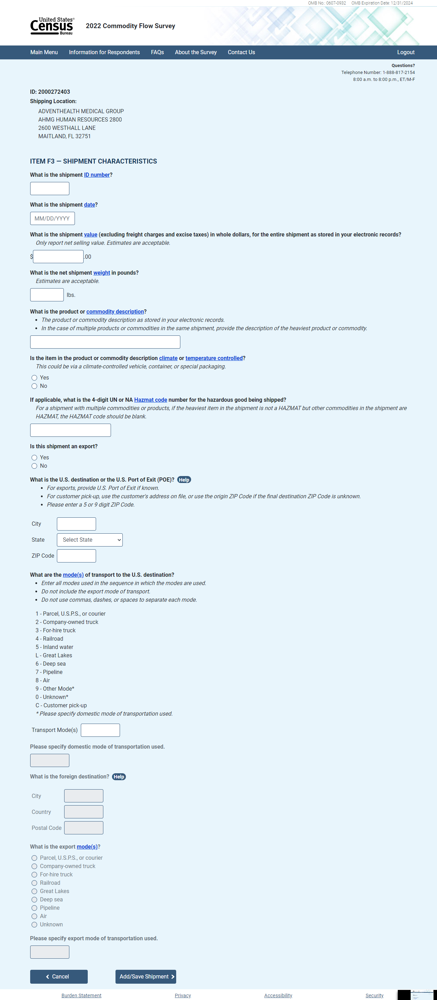 OMB No.: 0607-0932 OMB Expiration Date: 12/31/2024
United States®
Census
Bureau
2022 Commodity Flow Survey
Main Menu Information for Respondents FAQs About the Survey Contact Us Logout
Questions?
Telephone Number: 1-888-817-2154
8:00 a.m. to 8:00 p.m., ET/M-F
ID: 2000272403
Shipping Location:
ADVENTHEALTH MEDICAL GROUP
AHMG HUMAN RESOURCES 2800
2600 WESTHALL LANE
MAITLAND, FL 32751
ITEM F3 — SHIPMENT CHARACTERISTICS
What is the shipment ID number?
What is the shipment date?
MM/DD/YYYY
What is the shipment value (excluding freight charges and excise taxes) in whole dollars, for the entire shipment as stored in your electronic records?
Only report net selling value. Estimates are acceptable.
$ .00
What is the net shipment weight in pounds?
Estimates are acceptable.
lbs.
What is the product or commodity description?
• The product or commodity description as stored in your electronic records.
• In the case of multiple products or commodities in the same shipment, provide the description of the heaviest product or commodity.
Is the item in the product or commodity description climate or temperature controlled?
This could be via a climate-controlled vehicle, container, or special packaging.
Yes
No
If applicable, what is the 4-digit UN or NA Hazmat code number for the hazardous good being shipped?
For a shipment with multiple commodities or products, if the heaviest item in the shipment is not a HAZMAT but other commodities in the shipment are
HAZMAT, the HAZMAT code should be blank.
Is this shipment an export?
Yes
No
What is the U.S. destination or the U.S. Port of Exit (POE)? Help
• For exports, provide U.S. Port of Exit if known.
• For customer pick-up, use the customer's address on file, or use the origin ZIP Code if the final destination ZIP Code is unknown.
• Please enter a 5 or 9 digit ZIP Code.
City
State Select State
ZIP Code
What are the mode(s) of transport to the U.S. destination?
• Enter all modes used in the sequence in which the modes are used.
• Do not include the export mode of transport.
• Do not use commas, dashes, or spaces to separate each mode.
1 - Parcel, U.S.P.S., or courier
2 - Company-owned truck
3 - For-hire truck
4 - Railroad
5 - Inland water
L - Great Lakes
6 - Deep sea
7 - Pipeline
8 - Air
9 - Other Mode*
0 - Unknown*
C - Customer pick-up
* Please specify domestic mode of transportation used.
Transport Mode(s)
Please specify domestic mode of transportation used.
What is the foreign destination? Help
City
Country
Postal Code
What is the export mode(s)?
Parcel, U.S.P.S., or courier
Company-owned truck
For-hire truck
Railroad
Great Lakes
Deep sea
Pipeline
Air
Unknown
Please specify export mode of transportation used.
Cancel Add/Save Shipment
Burden Statement Privacy Accessibility Security